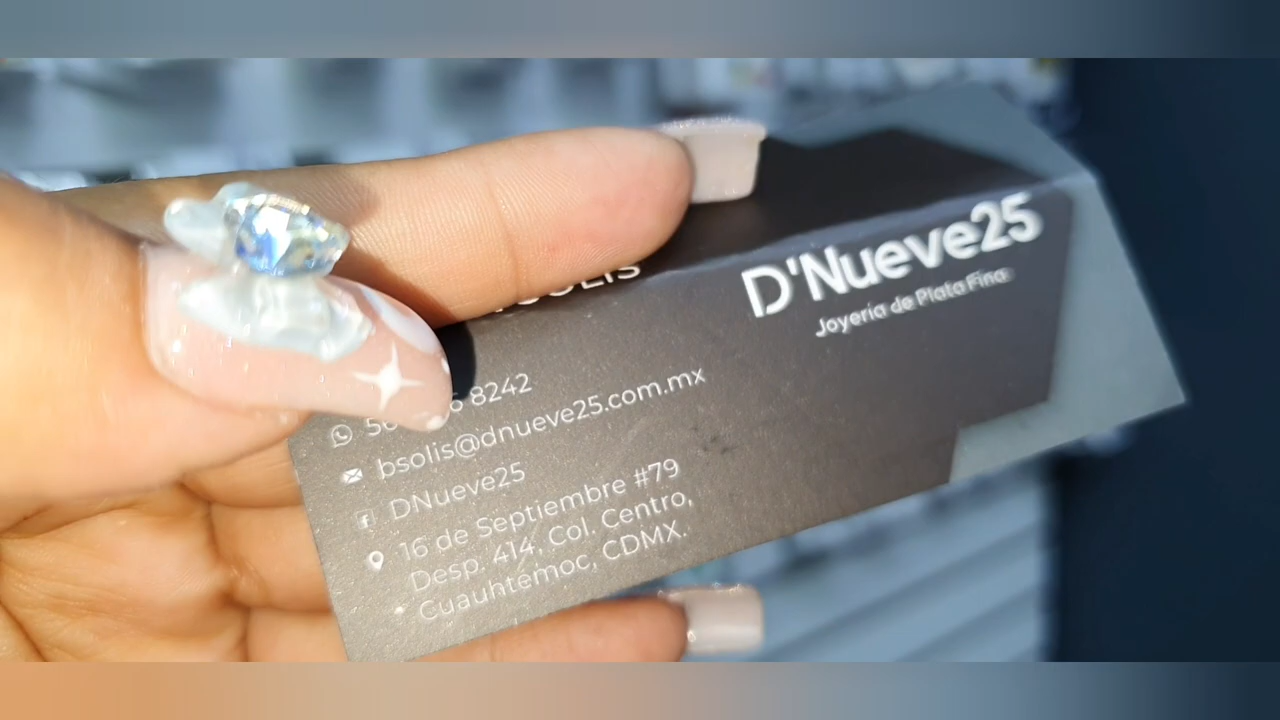 D'Nueve25
Joyería de Plata Fina
SOLIS
8242
bsolis@dnueve25.com.mx
DNueve25
16 de Septiembre #79
Desp. 414, Col. Centro,
Cuauhtemoc, CDMX.